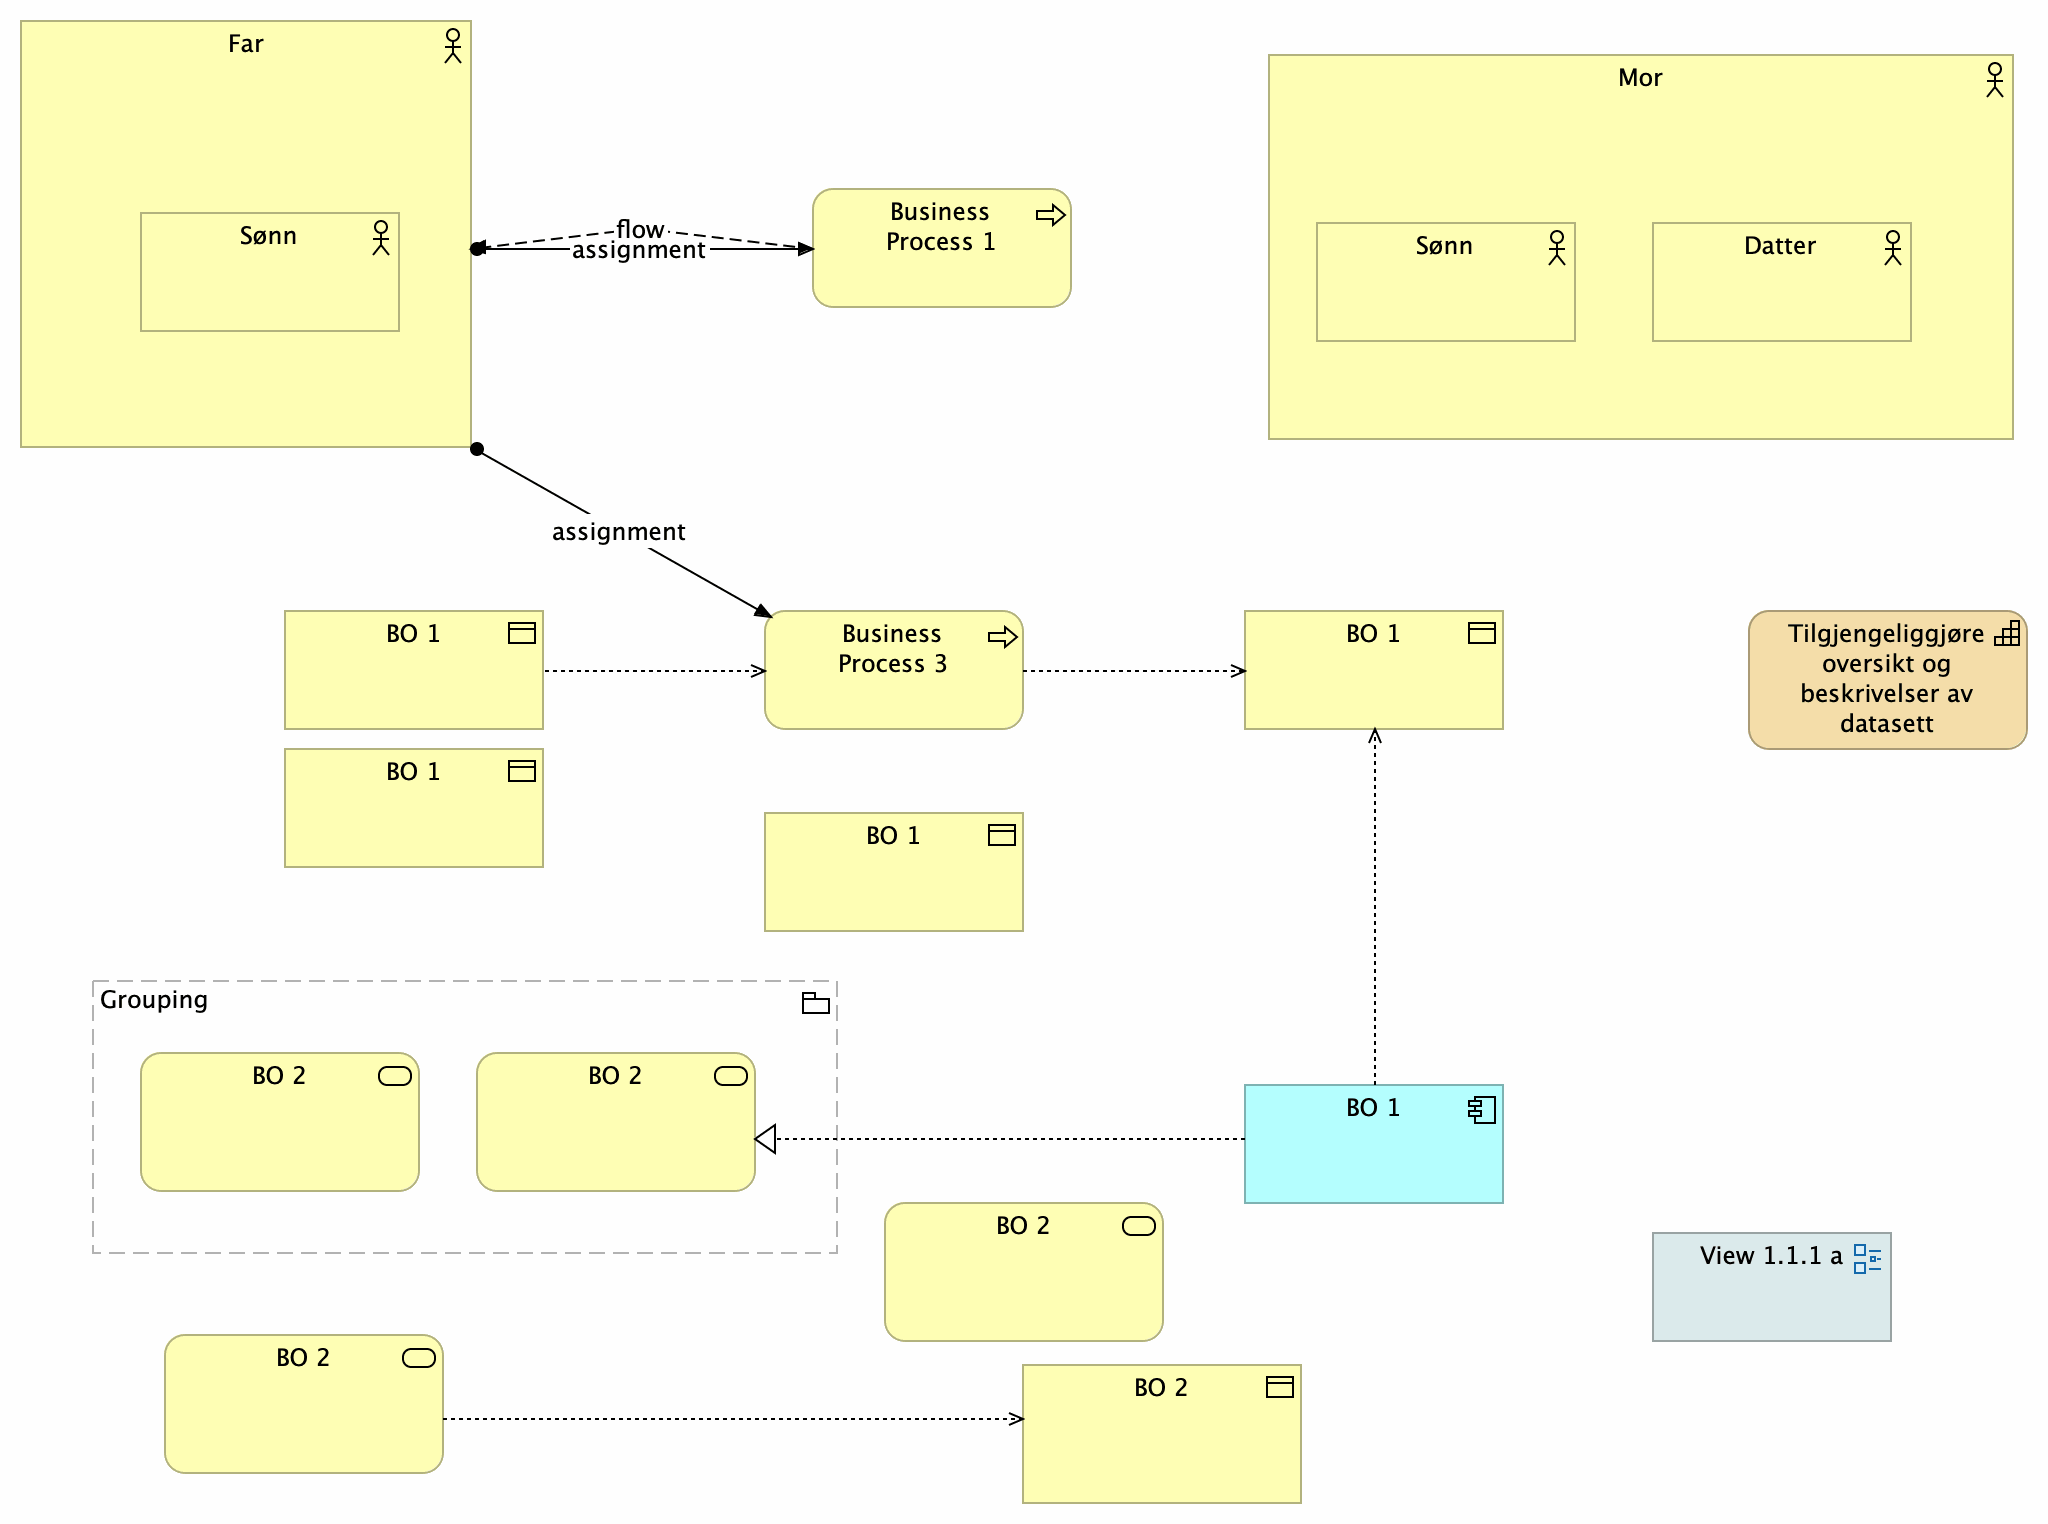 Far
Mor
Sønn
flow
assignment
Business
Process 1
Sønn
Datter
assignment
BO 1
Business
Process 3
BO 1
Tilgjengeliggjøre
oversikt og
beskrivelser av
datasett
BO 1
BO 1
Grouping
BO 2
BO 2
BO 1
BO 2
View 1.1.1 a
BO 2
BO 2